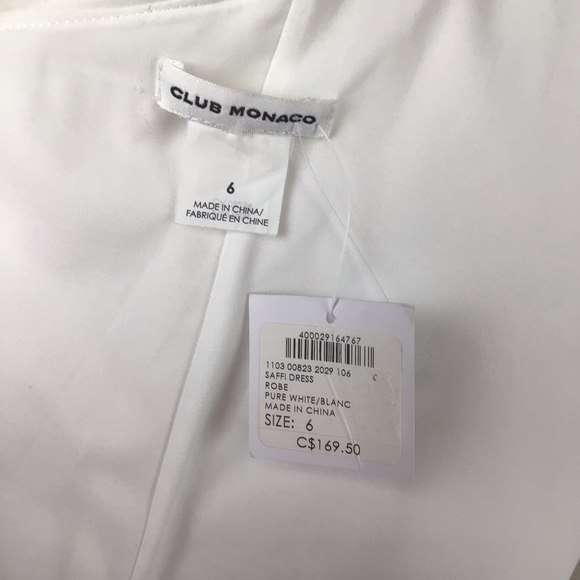 CLUB MONACO
6
MADE IN CHINA/
FABRIQUÉ EN CHINE
400029164767
1103 00823 2029 106
SAFFI DRESS
ROBE
PURE WHITE/BLANC
MADE IN CHINA
SIZE: 6
C$169.50